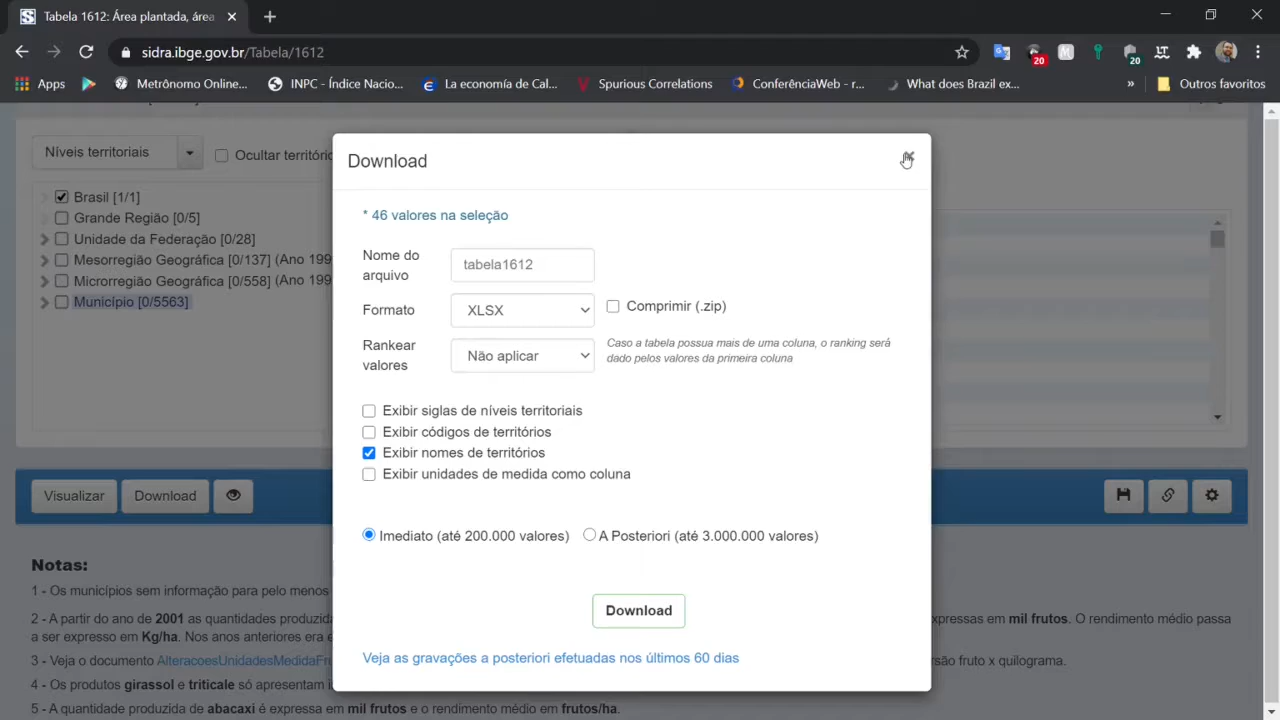 Tabela 1612: Área plantada, área
sidra.ibge.gov.br/Tabela/1612
20
20
Apps
Metrônomo Online...
INPC - Índice Nacio...
La economía de Cal...
Spurious Correlations
ConferênciaWeb - r...
What does Brazil ex...
»
Outros favoritos
Níveis territoriais
Ocultar territóri
Brasil [1/1]
Grande Região [0/5]
Unidade da Federação [0/28]
Mesorregião Geográfica [0/137] (Ano 199
Microrregião Geográfica [0/558] (Ano 199
Município [0/5563]
Download
* 46 valores na seleção
Nome do
arquivo
tabela1612
Formato
XLSX
Comprimir (.zip)
Rankear
valores
Não aplicar
Caso a tabela possua mais de uma coluna, o ranking será
dado pelos valores da primeira coluna
Exibir siglas de níveis territoriais
Exibir códigos de territórios
Exibir nomes de territórios
Exibir unidades de medida como coluna
Imediato (até 200.000 valores)
A Posteriori (até 3.000.000 valores)
Download
Veja as gravações a posteriori efetuadas nos últimos 60 dias
Visualizar
Download
Notas:
1 - Os municípios sem informação para pelo menos
2 - A partir do ano de 2001 as quantidades produzida
expressas em mil frutos. O rendimento médio passa
a ser expresso em Kg/ha. Nos anos anteriores era e
3 - Veja o documento AlteracoesUnidadesMedidaFru
rsão fruto x quilograma.
4 - Os produtos girassol e triticale só apresentam i
5 - A quantidade produzida de abacaxi é expressa em mil frutos e o rendimento médio em frutos/ha.